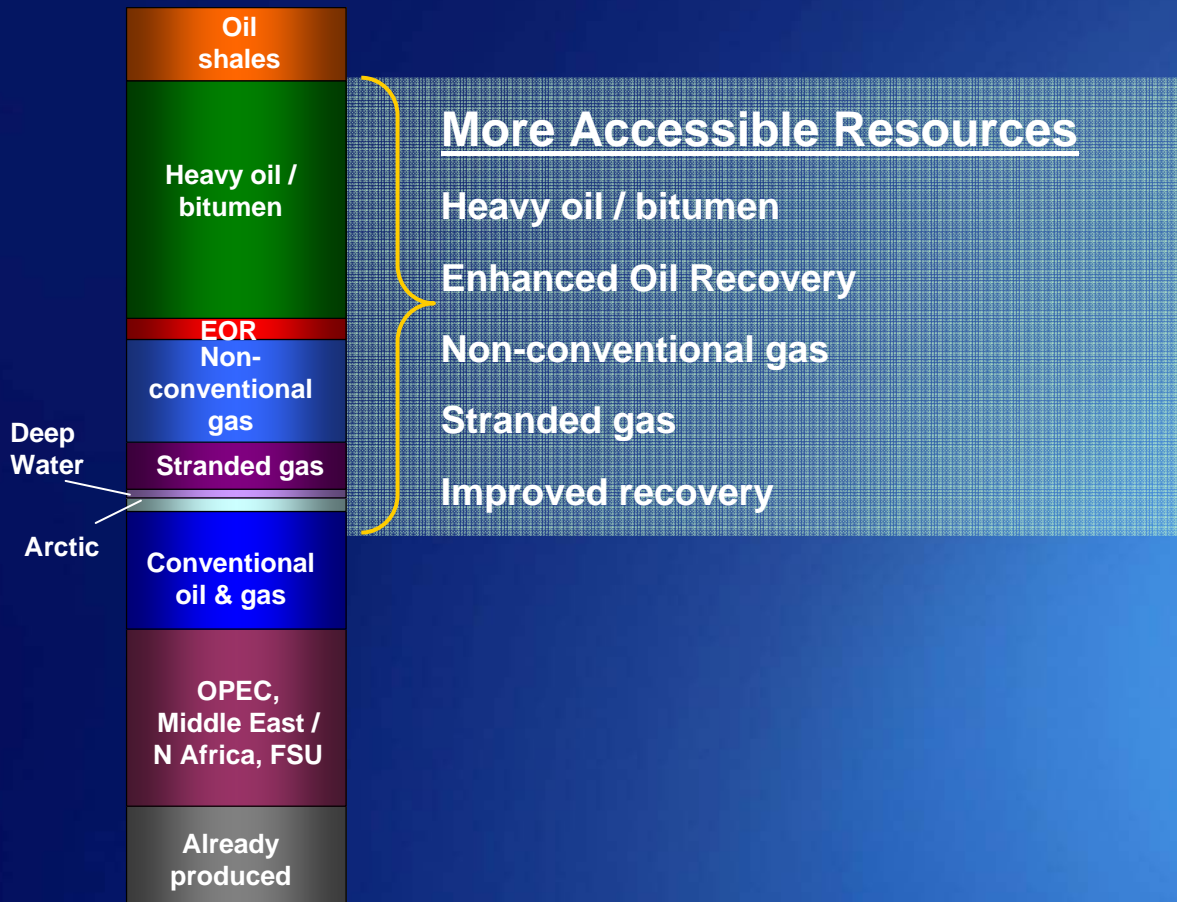 Oil
shales
Heavy oil /
bitumen
EOR
Non-
conventional
gas
Stranded gas
Deep
Water
Arctic
Conventional
oil & gas
OPEC,
Middle East /
N Africa, FSU
Already
produced
More Accessible Resources
Heavy oil / bitumen
Enhanced Oil Recovery
Non-conventional gas
Stranded gas
Improved recovery